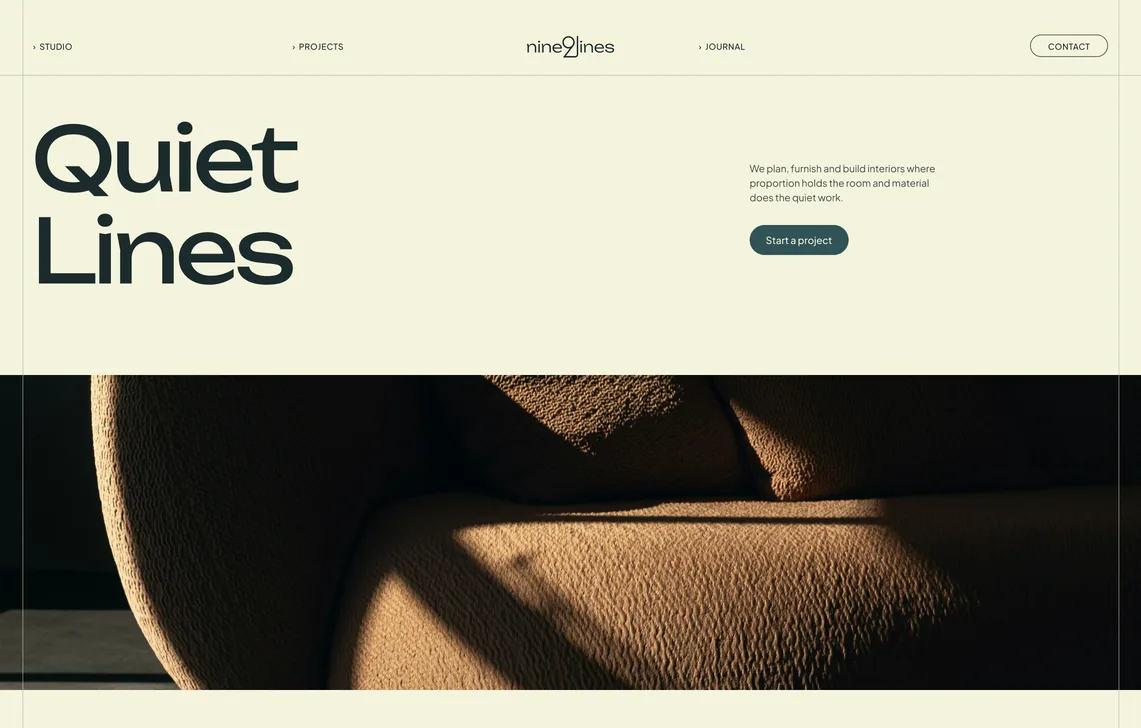 › STUDIO
› PROJECTS
nine9lines
› JOURNAL
CONTACT
Quiet
Lines
We plan, furnish and build interiors where
proportion holds the room and material
does the quiet work.
Start a project